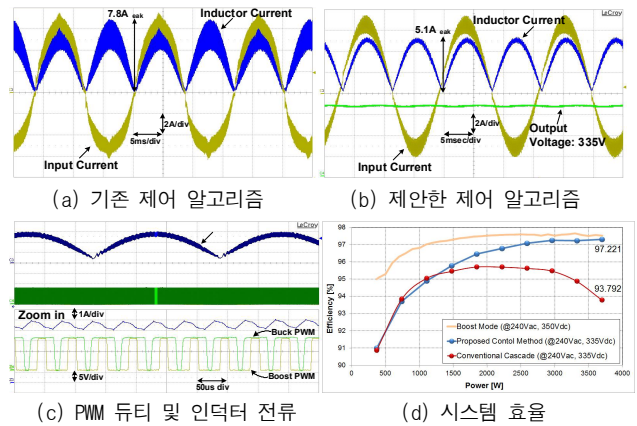 LeCroy
7.8A eak
Inductor Current
2A/div
5ms/div
Input Current
(a) 기존 제어 알고리즘
LeCroy
Inductor Current
5.1A eak
2A/div
5msec/div
Output
Voltage: 335V
Input Current
(b) 제안한 제어 알고리즘
LeCroy
Zoom in
1A/div
Buck PWM
Boost PWM
5V/div
50us div
(c) PWM 듀티 및 인덕터 전류
98
97
96
95
94
93
92
91
90
Efficiency [%]
97.221
93.792
Boost Mode (@240Vac, 350Vdc)
Proposed Contol Method (@240Vac, 335Vdc)
Conventional Cascade (@240Vac, 335Vdc)
0 500 1000 1500 2000 2500 3000 3500 4000
Power [W]
(d) 시스템 효율